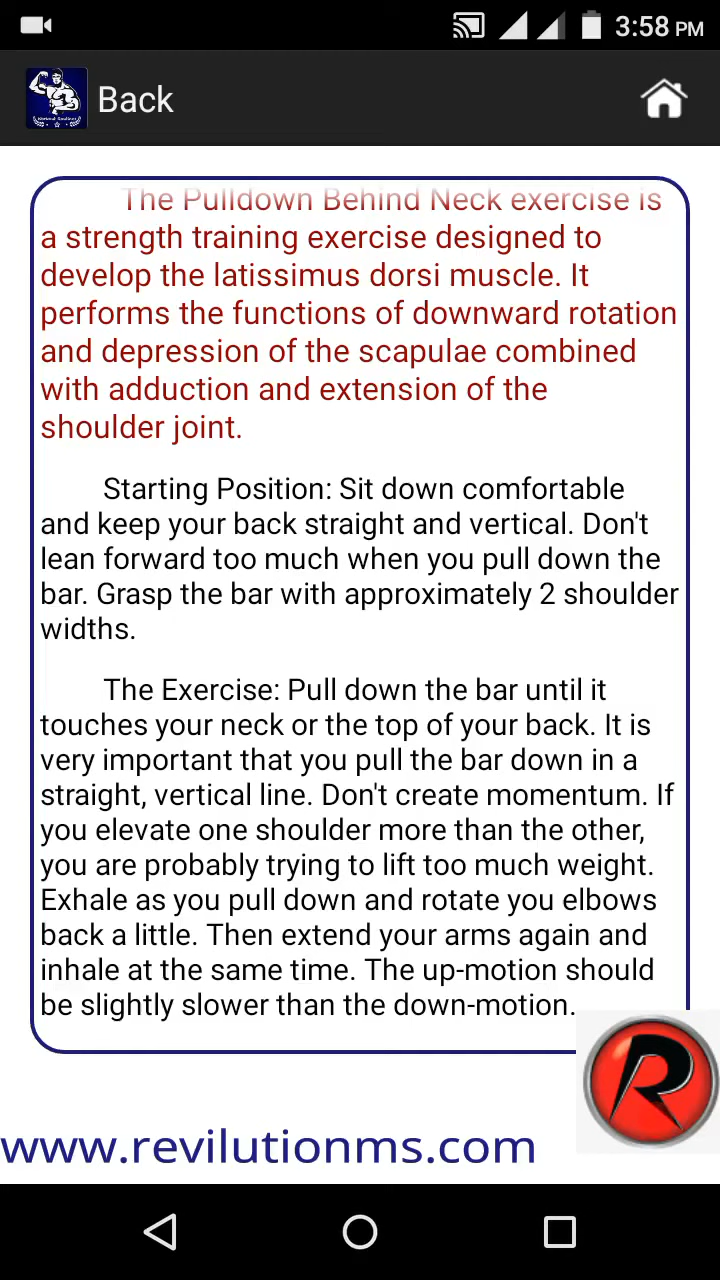 3:58 PM
Back
The Pulldown Behind Neck exercise is
a strength training exercise designed to
develop the latissimus dorsi muscle. It
performs the functions of downward rotation
and depression of the scapulae combined
with adduction and extension of the
shoulder joint.
Starting Position: Sit down comfortable
and keep your back straight and vertical. Don't
lean forward too much when you pull down the
bar. Grasp the bar with approximately 2 shoulder
widths.
The Exercise: Pull down the bar until it
touches your neck or the top of your back. It is
very important that you pull the bar down in a
straight, vertical line. Don't create momentum. If
you elevate one shoulder more than the other,
you are probably trying to lift too much weight.
Exhale as you pull down and rotate you elbows
back a little. Then extend your arms again and
inhale at the same time. The up-motion should
be slightly slower than the down-motion.
R
www.revilutionms.com